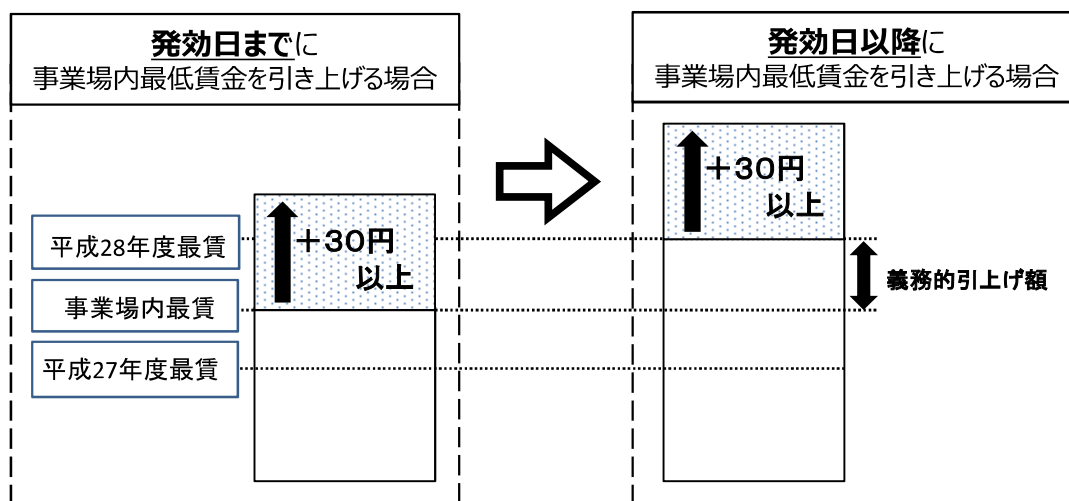 発効日までに
事業場内最低賃金を引き上げる場合
発効日以降に
事業場内最低賃金を引き上げる場合
平成28年度最賃
事業場内最賃
平成27年度最賃
＋30円
以上
＋30円
以上
義務的引上げ額